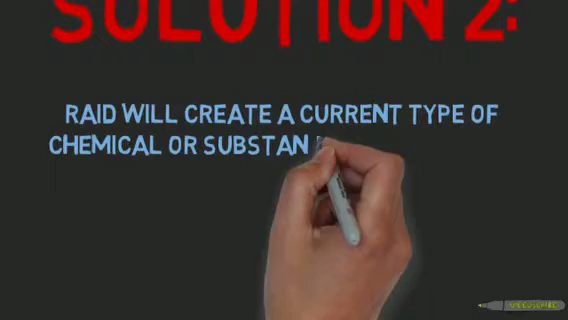 SOLUTION 2:
RAID WILL CREATE A CURRENT TYPE OF
CHEMICAL OR SUBSTAN